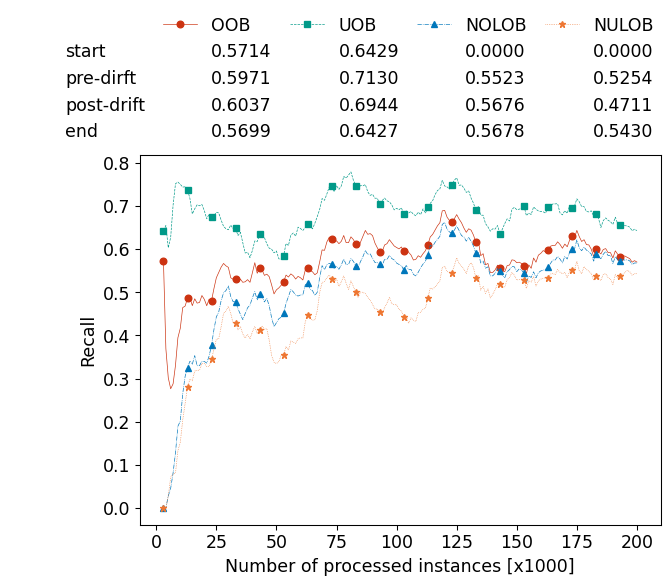 OOB UOB NOLOB NULOB
start 0.5714 0.6429 0.0000 0.0000
pre-dirft 0.5971 0.7130 0.5523 0.5254
post-drift 0.6037 0.6944 0.5676 0.4711
end 0.5699 0.6427 0.5678 0.5430
0.8
0.7
0.6
0.5
0.4
0.3
0.2
0.1
0.0
Recall
0 25 50 75 100 125 150 175 200
Number of processed instances [x1000]